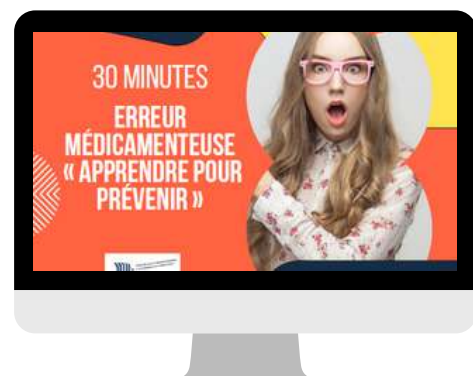 30 MINUTES
ERREUR
MÉDICAMENTEUSE
« APPRENDRE POUR
PRÉVENIR »